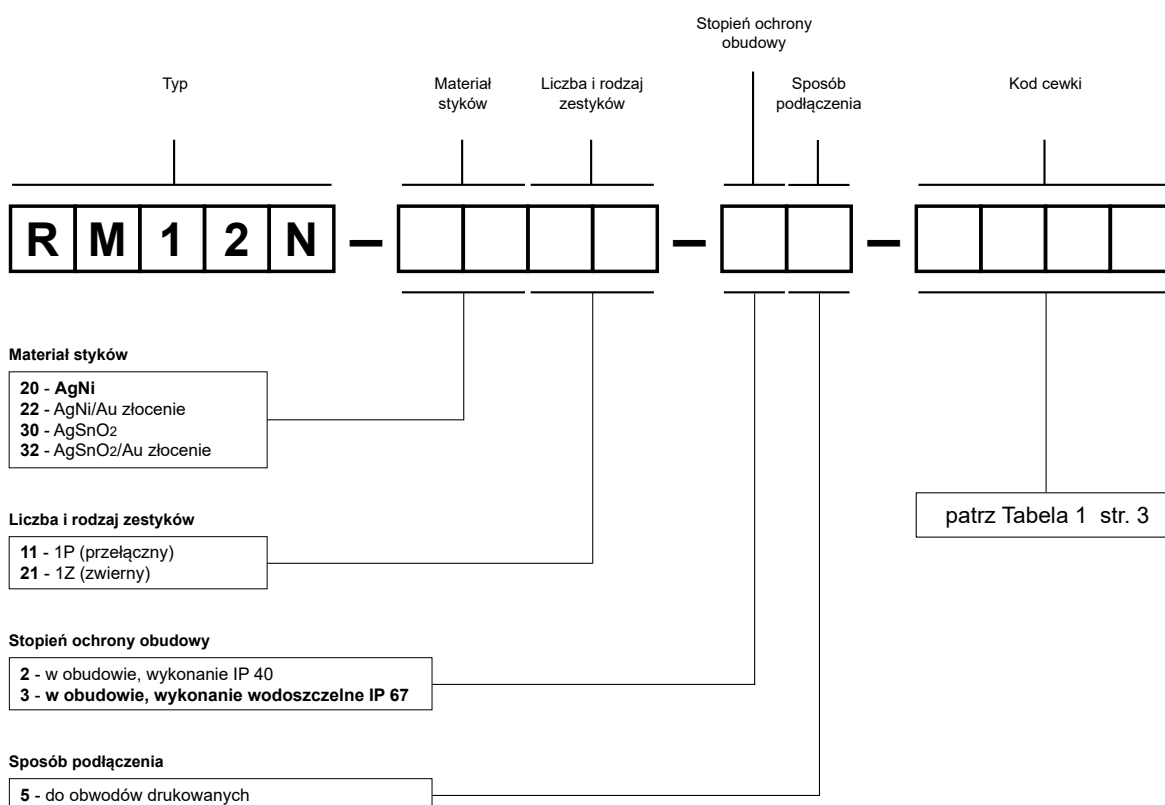 Stopień ochrony
obudowy
Typ
Materiał
styków
Liczba i rodzaj
zestyków
Sposób
podłączenia
Kod cewki
R M 1 2 N – –  –
Materiał styków
20 - AgNi
22 - AgNi/Au złocenie
30 - AgSnO2
32 - AgSnO2/Au złocenie
Liczba i rodzaj zestyków
11 - 1P (przełączny)
21 - 1Z (zwierny)
patrz Tabela 1 str. 3
Stopień ochrony obudowy
2 - w obudowie, wykonanie IP 40
3 - w obudowie, wykonanie wodoszczelne IP 67
Sposób podłączenia
5 - do obwodów drukowanych